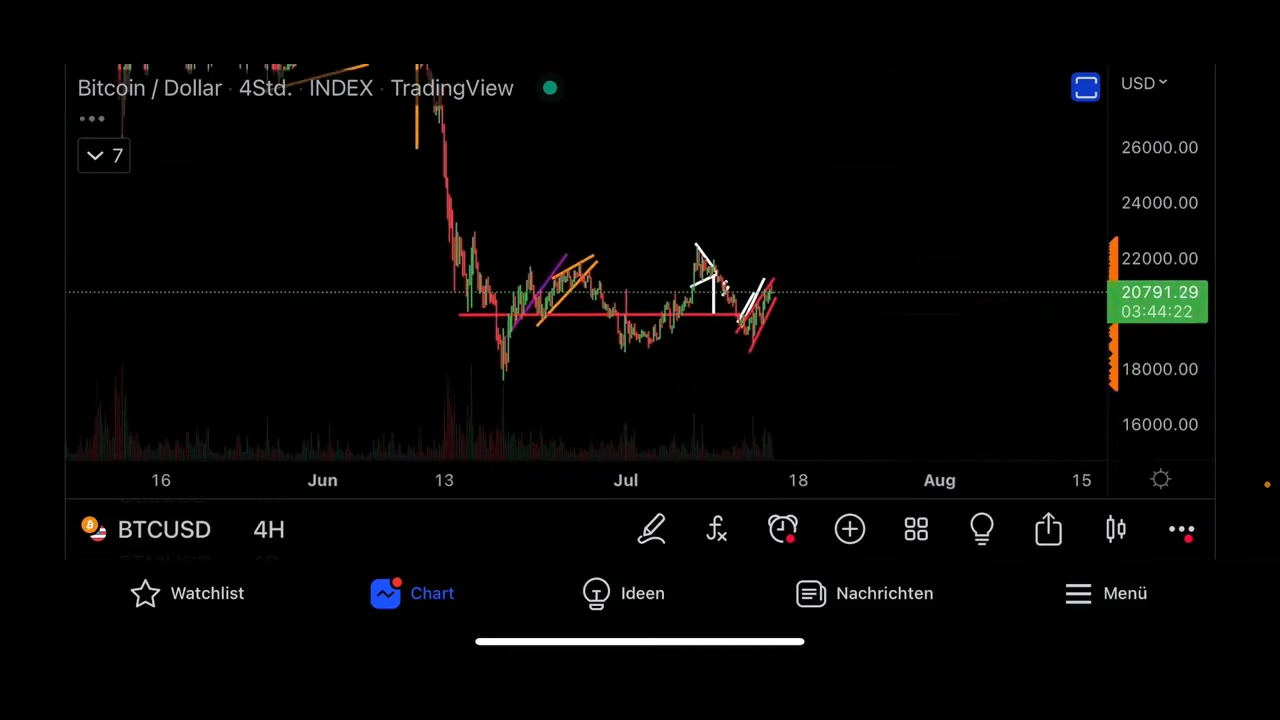 Bitcoin / Dollar · 4Std. · INDEX · TradingView
USD
7
26000.00
24000.00
22000.00
20791.29
03:44:22
18000.00
16000.00
16 Jun 13 Jul 18 Aug 15
BTCUSD 4H
Watchlist Chart Ideen Nachrichten Menü